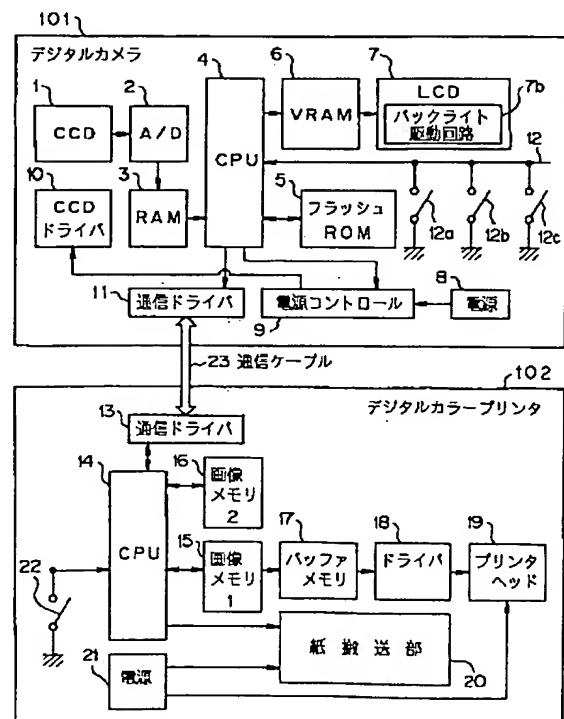 101
デジタルカメラ
1
CCD
2
A/D
3
RAM
4
CPU
6
VRAM
7
LCD
7b
バックライト
駆動回路
12
12a
12b
12c
5
フラッシュ
ROM
10
CCD
ドライバ
11
通信ドライバ
電源コントロール
9
8
電源
23 通信ケーブル
102
デジタルカラープリンタ
13
通信ドライバ
14
CPU
16
画像
メモリ
2
15
画像
メモリ
1
17
バッファ
メモリ
18
ドライバ
19
プリンタ
ヘッド
22
21
電源
紙搬送部
20